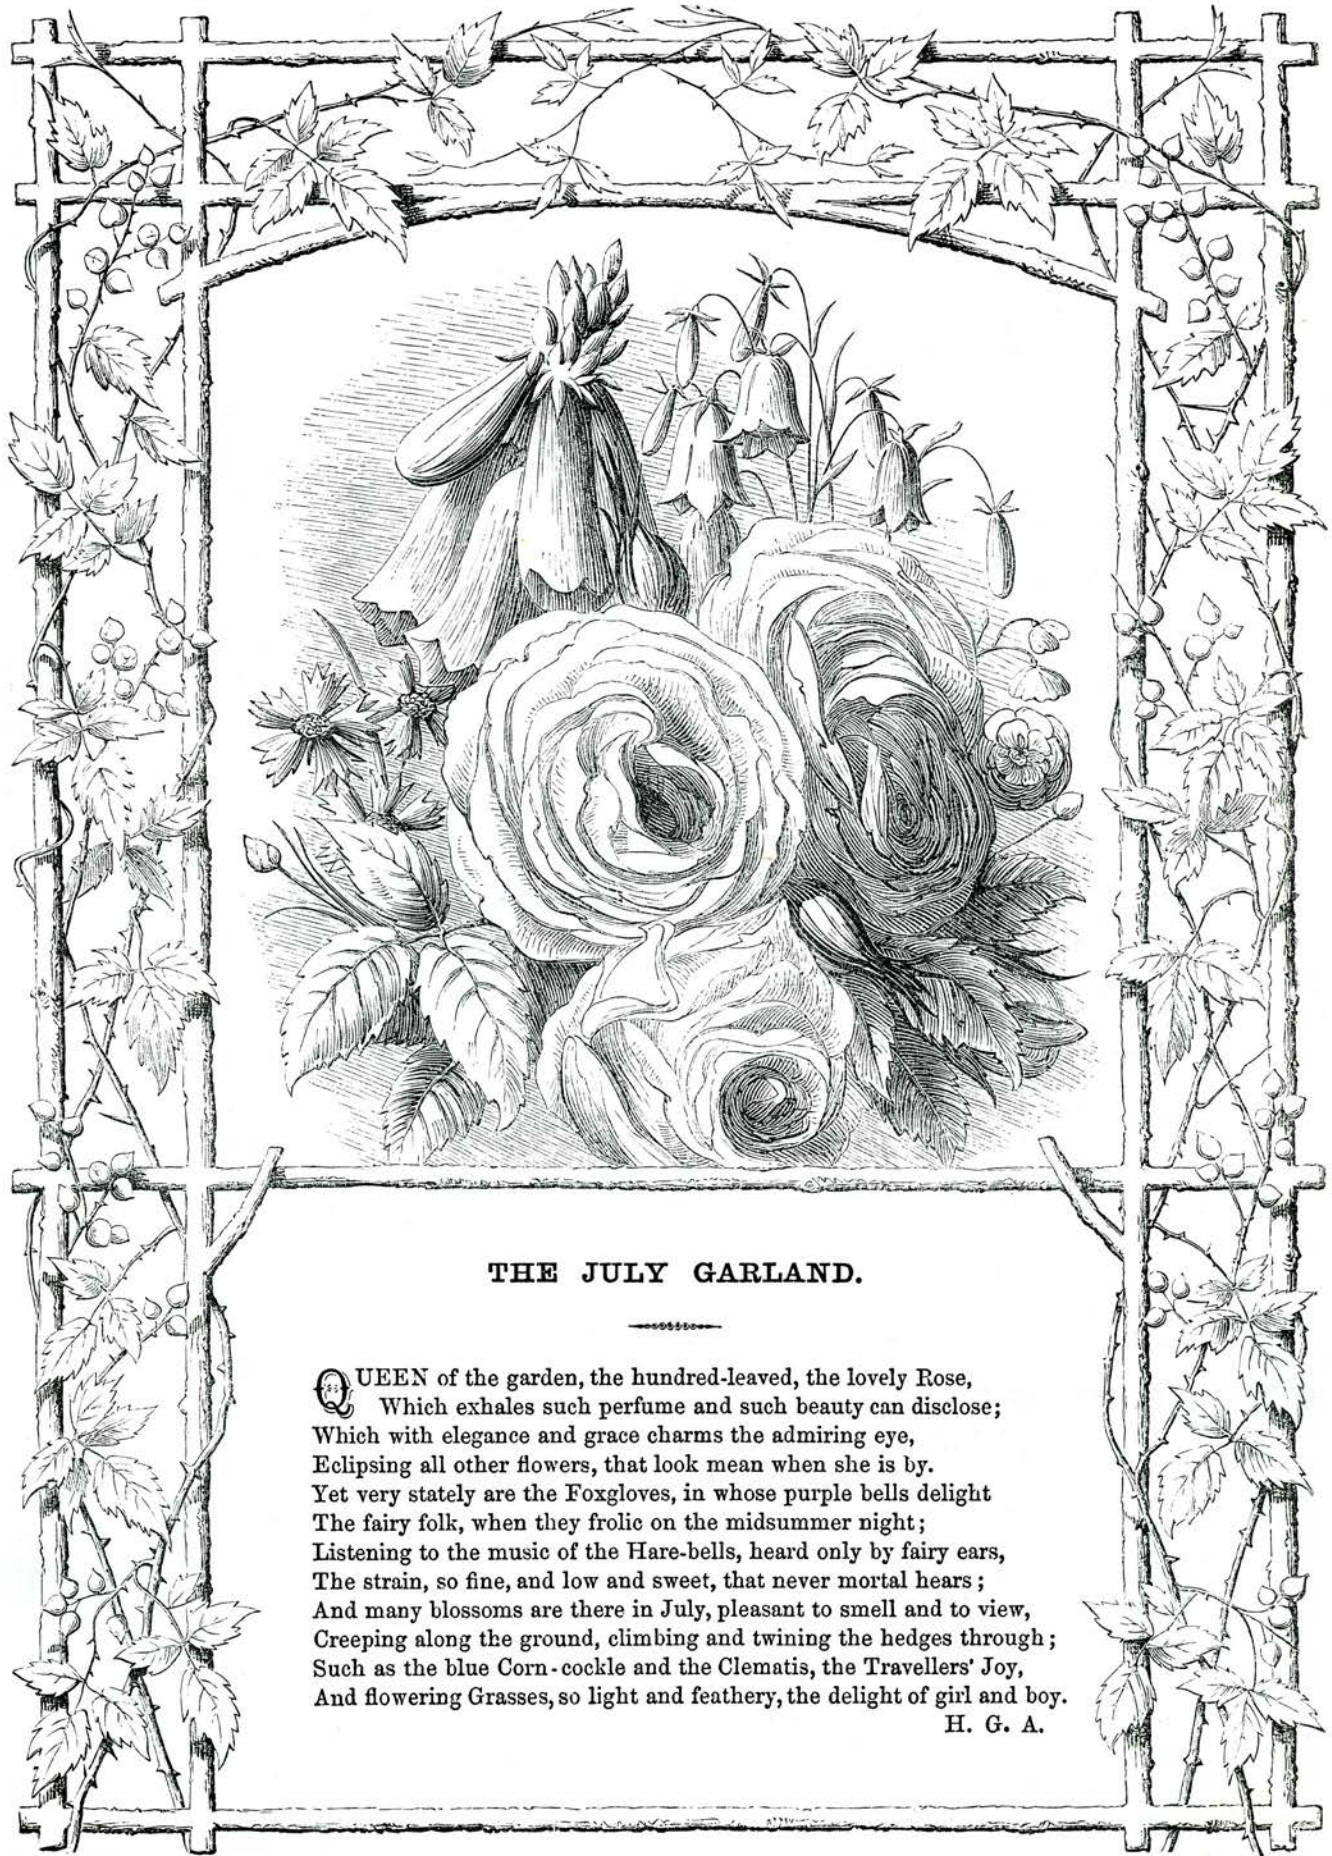 THE JULY GARLAND.
QUEEN of the garden, the hundred-leaved, the lovely Rose,
Which exhales such perfume and such beauty can disclose;
Which with elegance and grace charms the admiring eye,
Eclipsing all other flowers, that look mean when she is by.
Yet very stately are the Foxgloves, in whose purple bells delight
The fairy folk, when they frolic on the midsummer night;
Listening to the music of the Hare-bells, heard only by fairy ears,
The strain, so fine, and low and sweet, that never mortal hears;
And many blossoms are there in July, pleasant to smell and to view,
Creeping along the ground, climbing and twining the hedges through;
Such as the blue Corn-cockle and the Clematis, the Travellers' Joy,
And flowering Grasses, so light and feathery, the delight of girl and boy.
H. G. A.